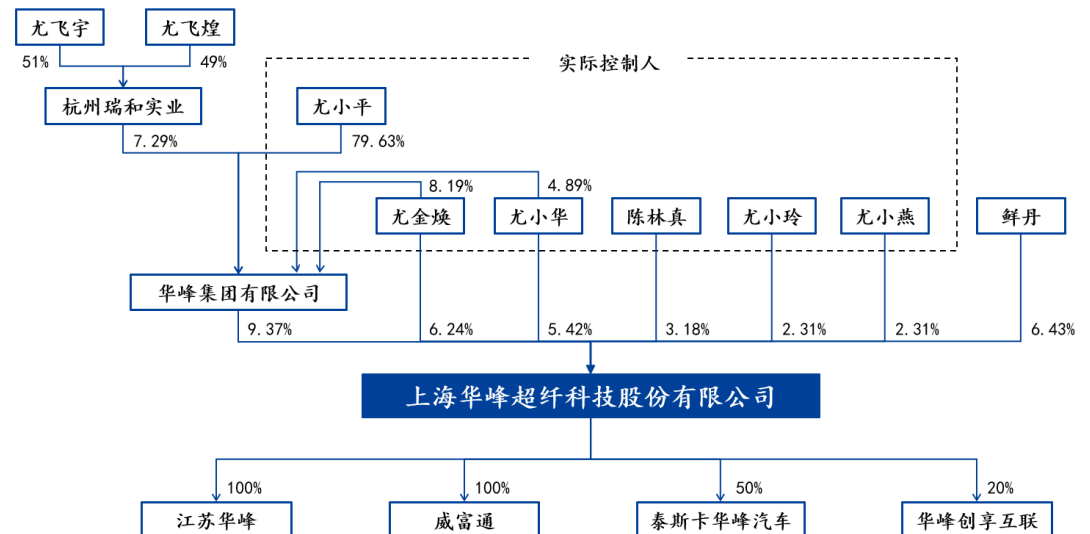 尤飞宇 尤飞煌
51% 49%
实际控制人
杭州瑞和实业 尤小平
7.29% 79.63%
8.19% 4.89%
尤金焕 尤小华 陈林真 尤小玲 尤小燕 鲜丹
华峰集团有限公司
9.37% 6.24% 5.42% 3.18% 2.31% 2.31% 6.43%
上海华峰超纤科技股份有限公司
100% 100% 50% 20%
江苏华峰 威富通 泰斯卡华峰汽车 华峰创享互联